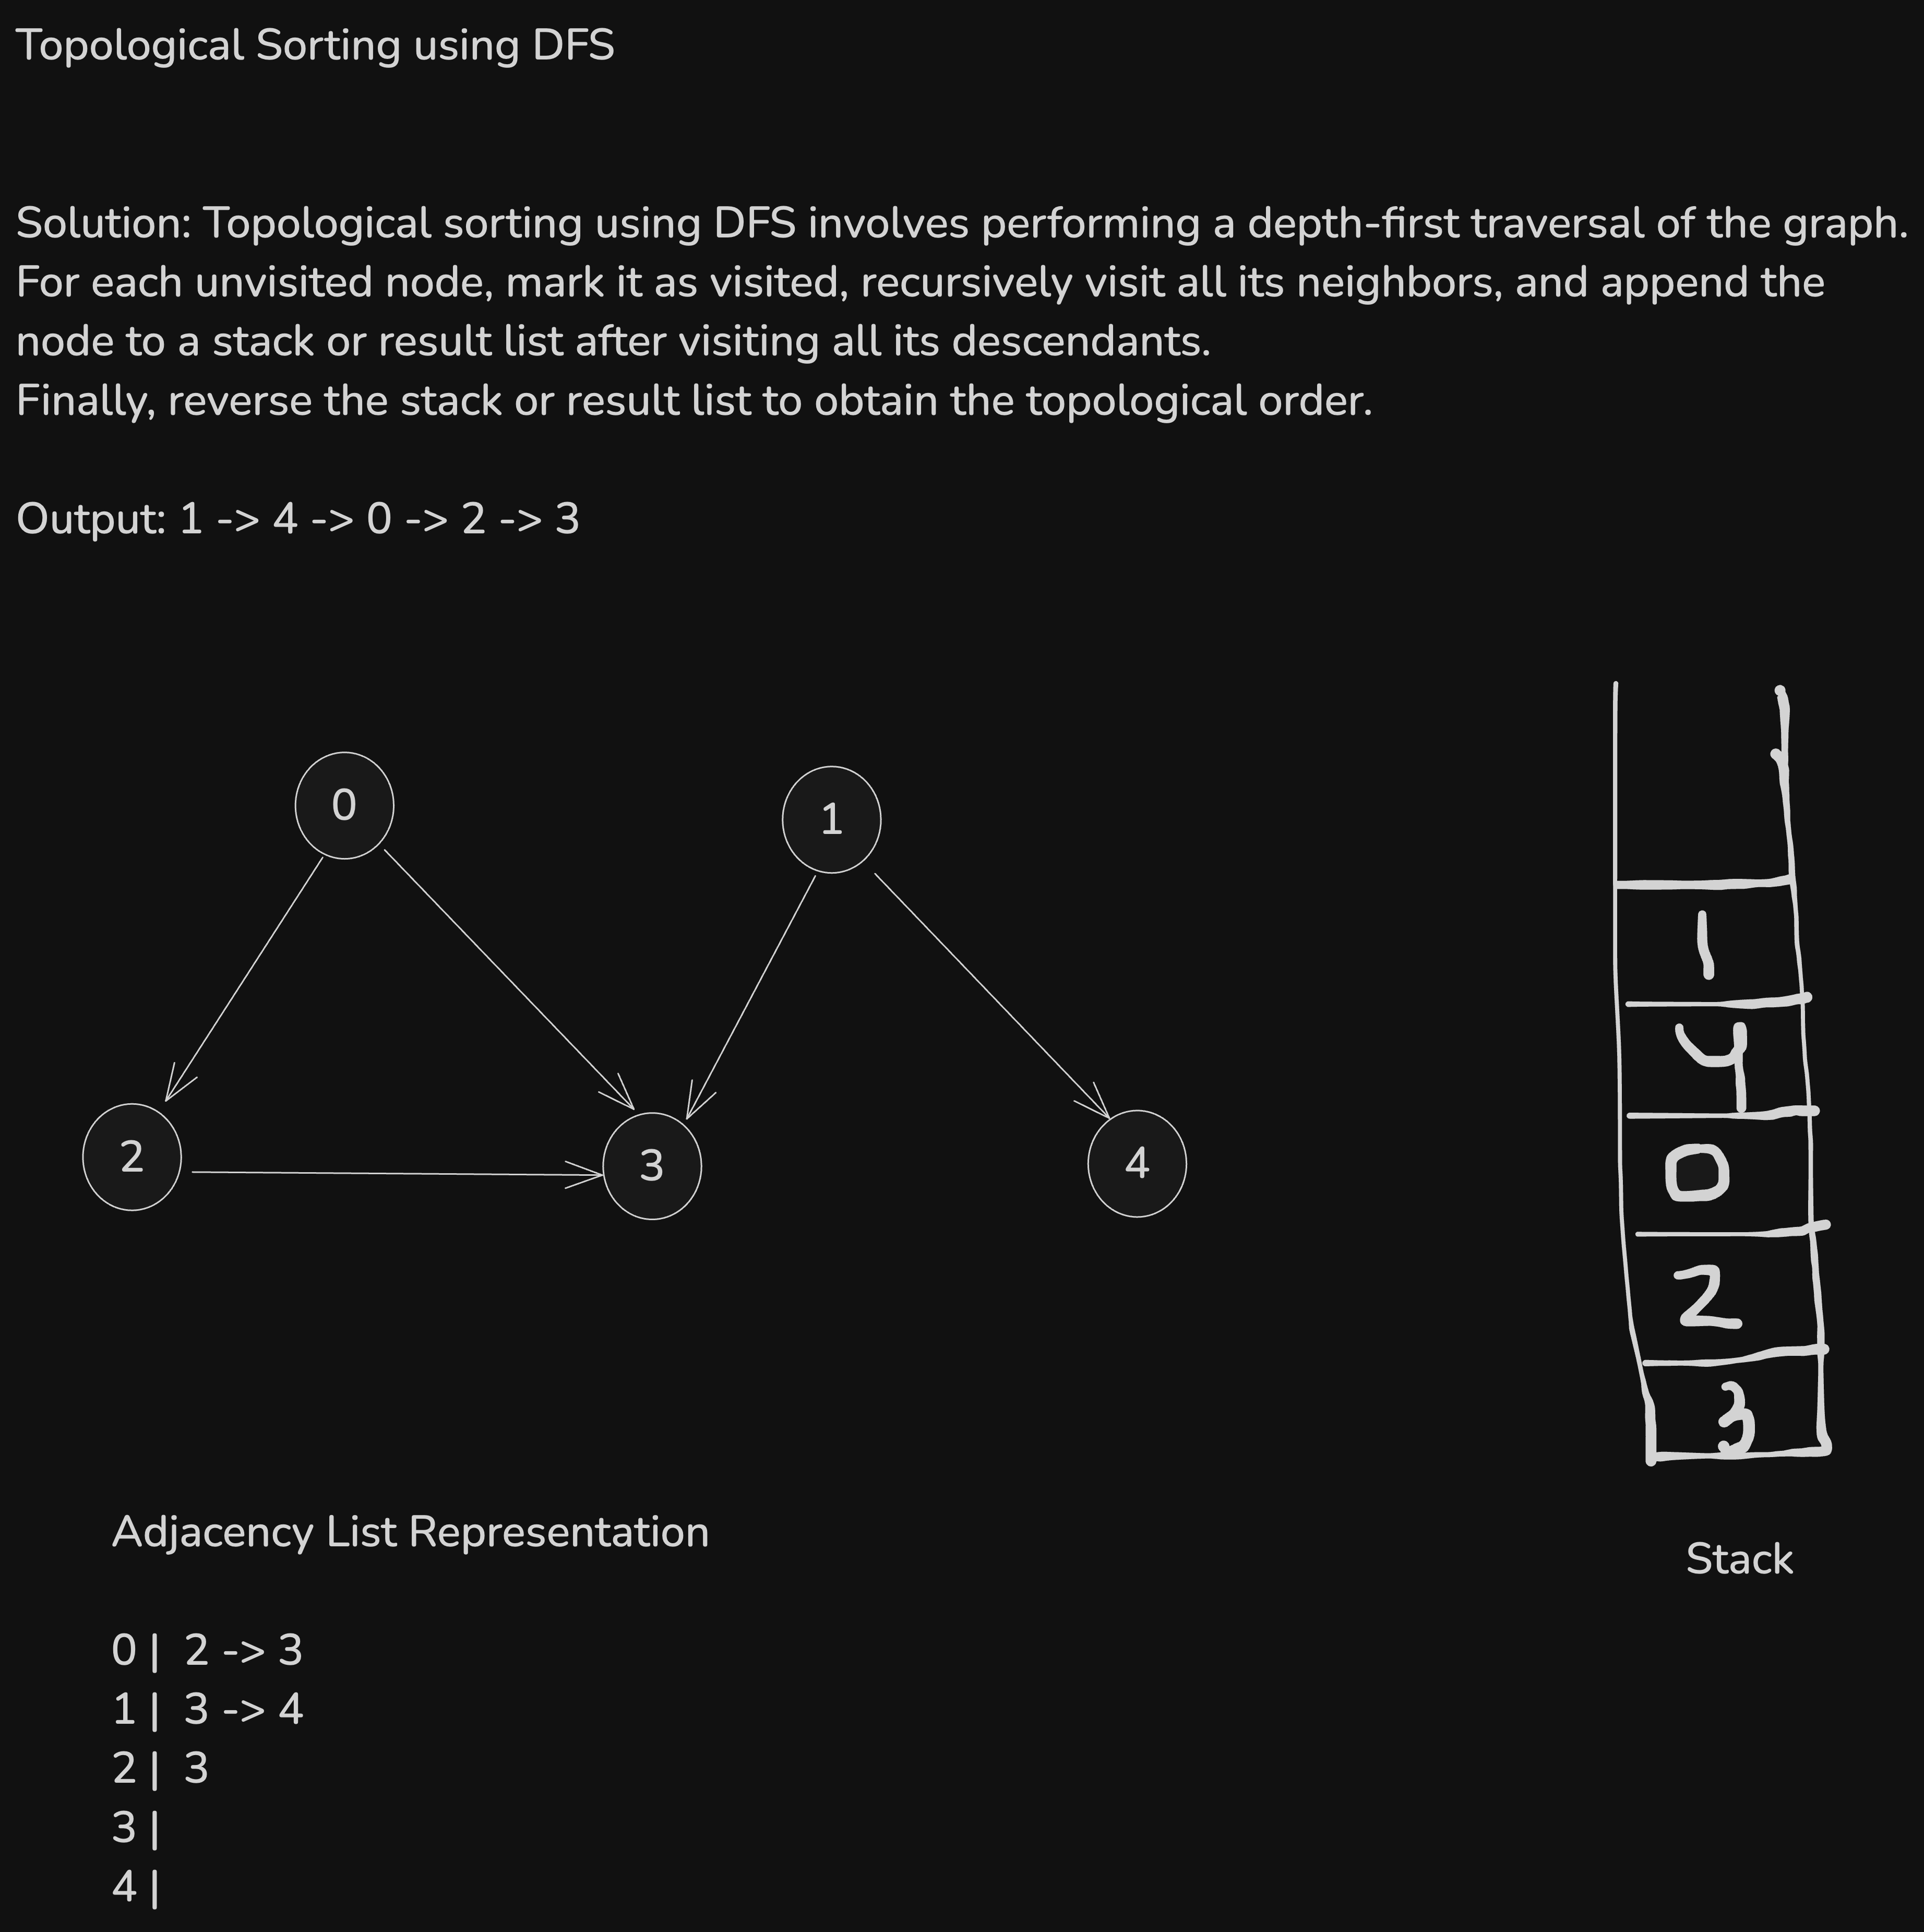 Topological Sorting using DFS
Solution: Topological sorting using DFS involves performing a depth-first traversal of the graph.
For each unvisited node, mark it as visited, recursively visit all its neighbors, and append the
node to a stack or result list after visiting all its descendants.
Finally, reverse the stack or result list to obtain the topological order.
Output: 1 -> 4 -> 0 -> 2 -> 3
0
1
2
3
4
1
4
0
2
3
Stack
Adjacency List Representation
0 | 2 -> 3
1 | 3 -> 4
2 | 3
3 |
4 |